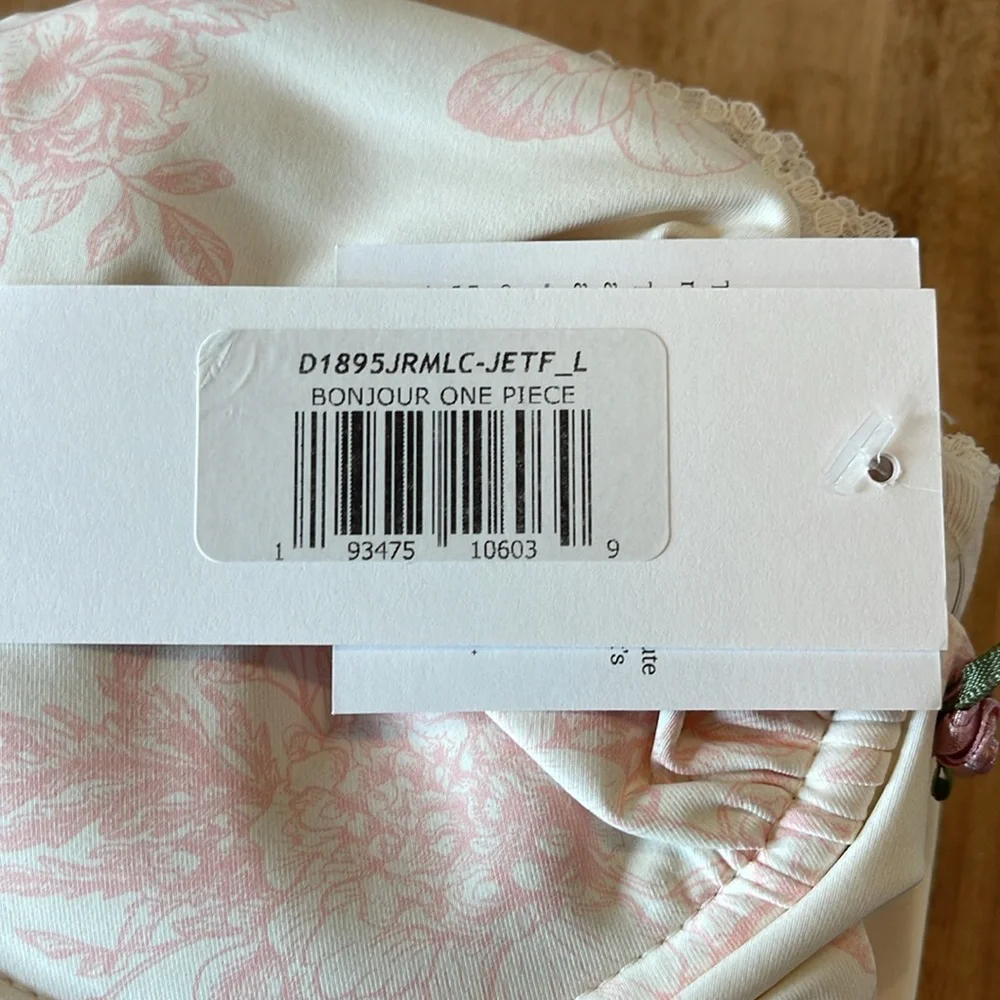 D1895JRMLC-JETF_L
BONJOUR ONE PIECE
1 93475 10603 9